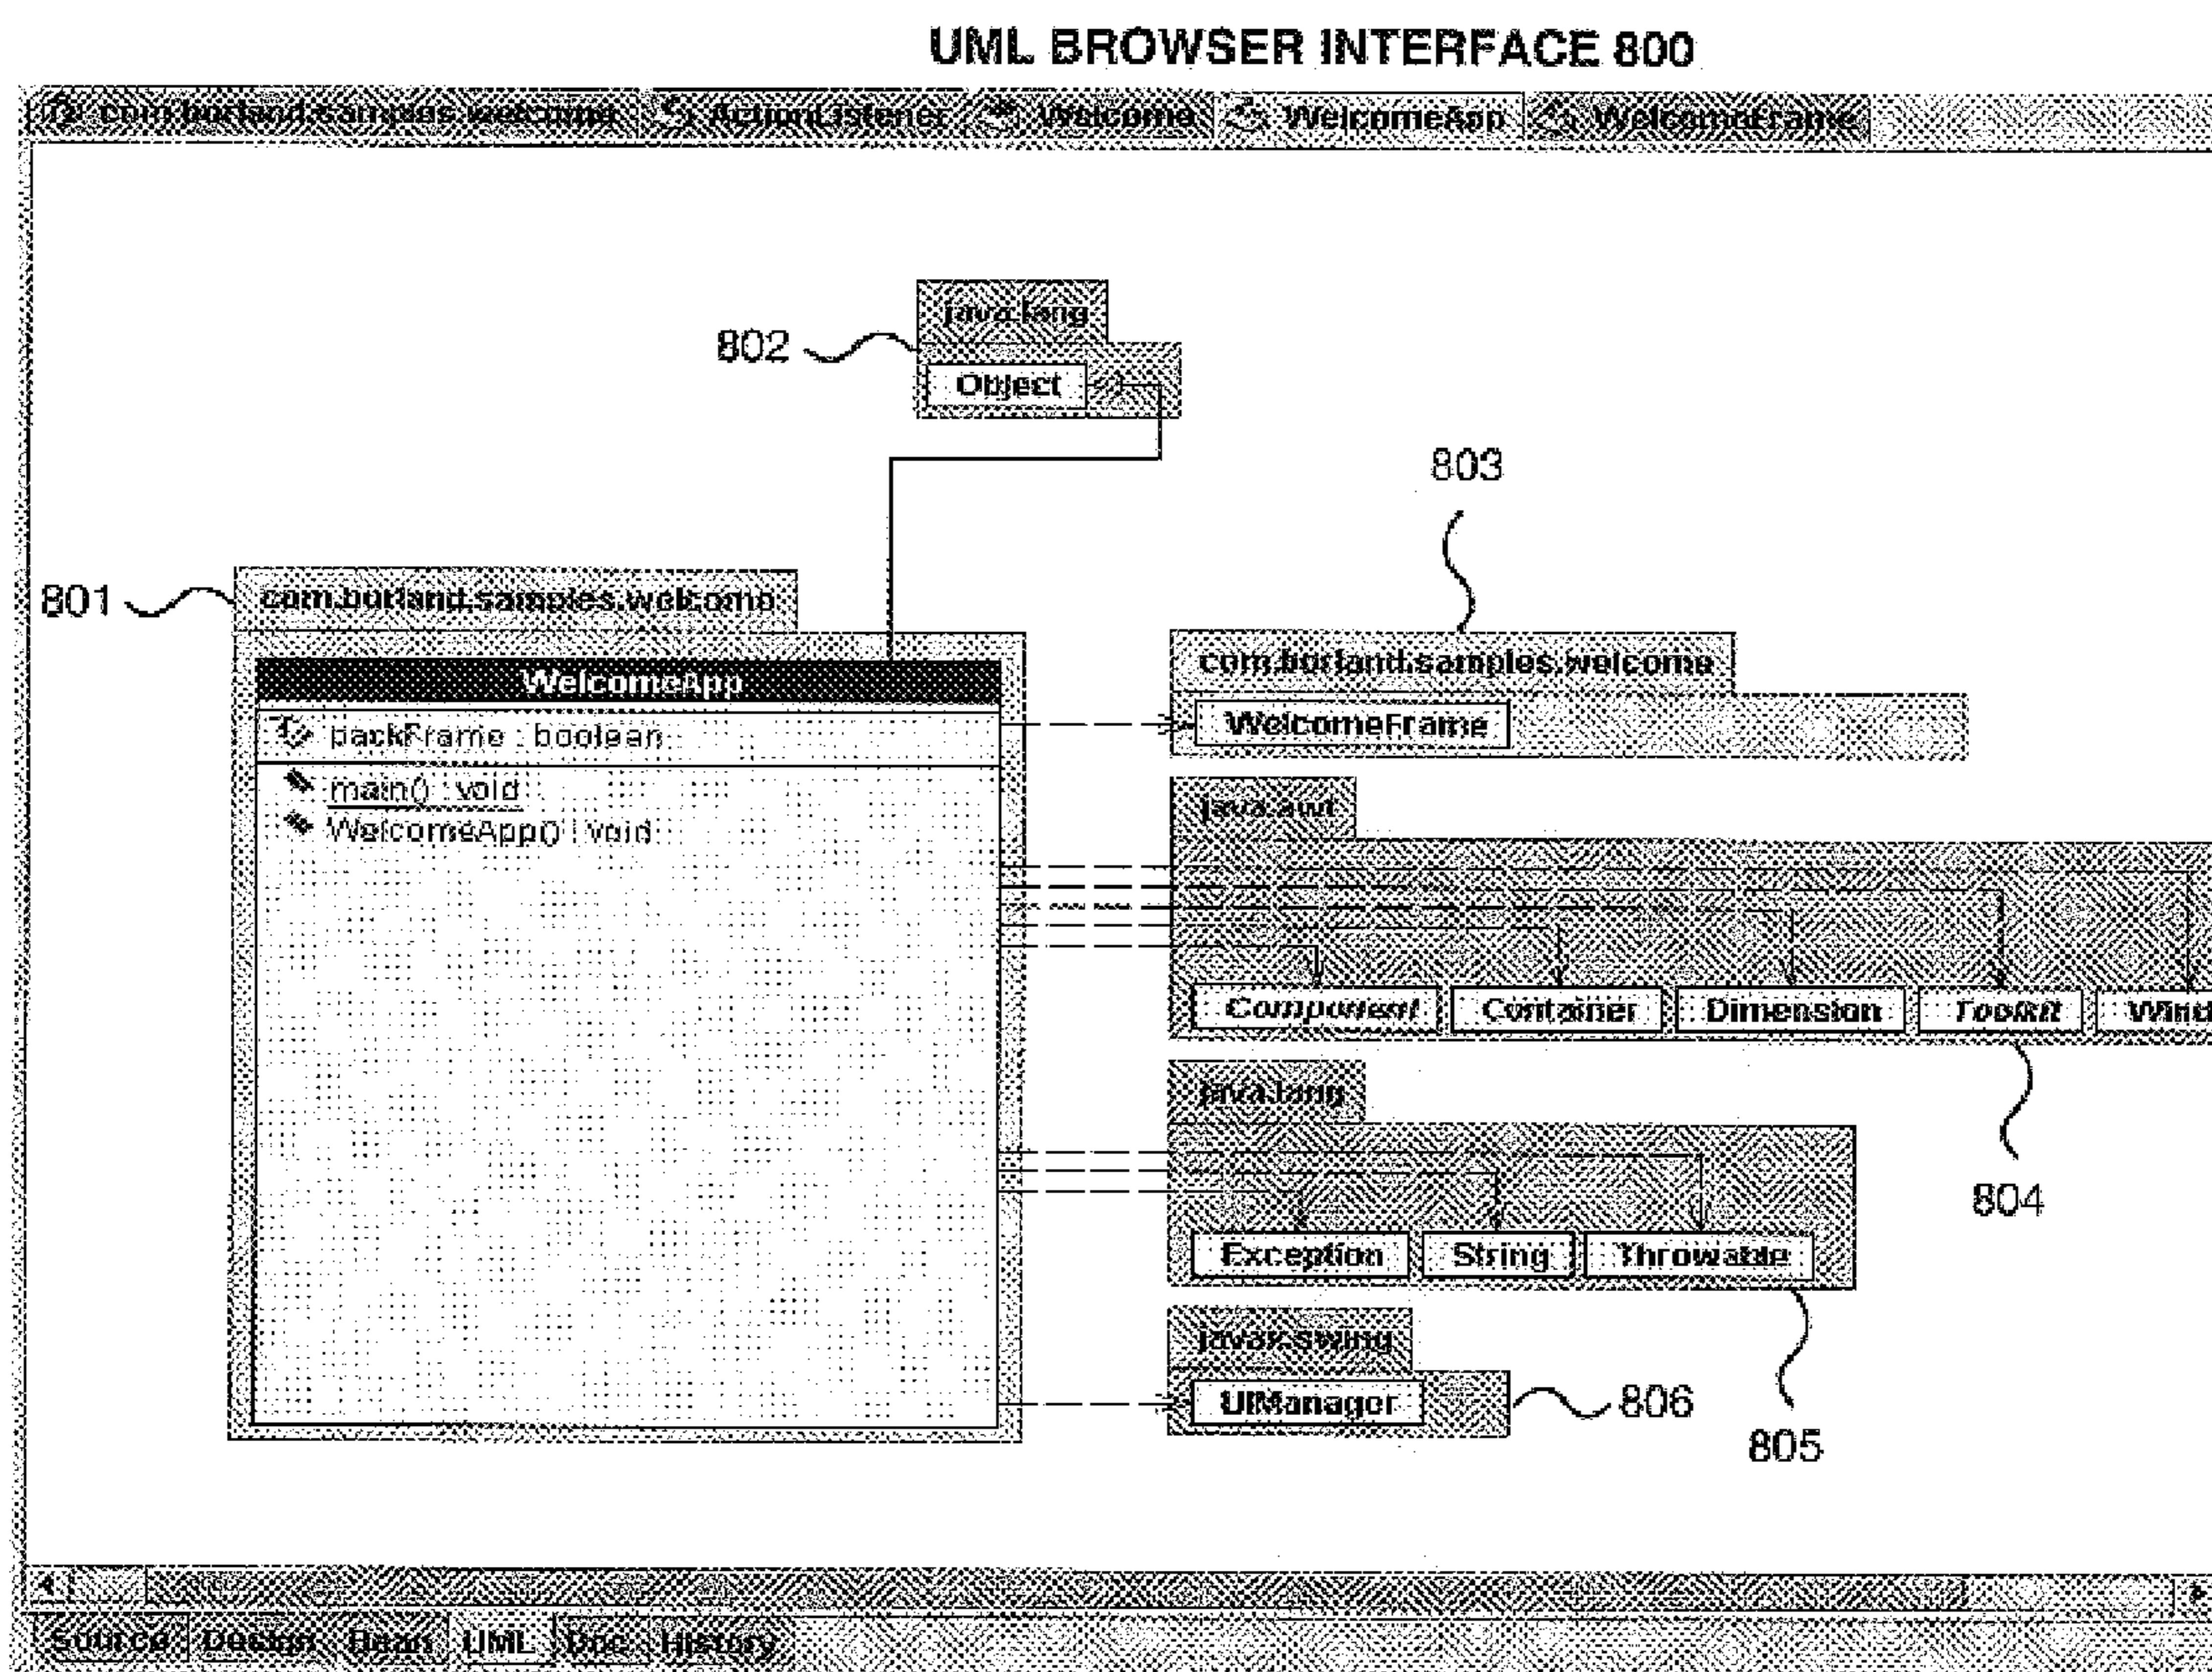 UML BROWSER INTERFACE 800
com.borland.samples.welcome ActionListener Welcome WelcomeApp WelcomeFrame
java.lang
802
Object
803
801
com.borland.samples.welcome
com.borland.samples.welcome
WelcomeApp
WelcomeFrame
packFrame : boolean
main() : void
java.awt
WelcomeApp() : void
Component Container Dimension Toolkit Wind
java.lang
804
Exception String Throwable
javax.swing
UIManager
806
805
Source Design Bean UML Doc History